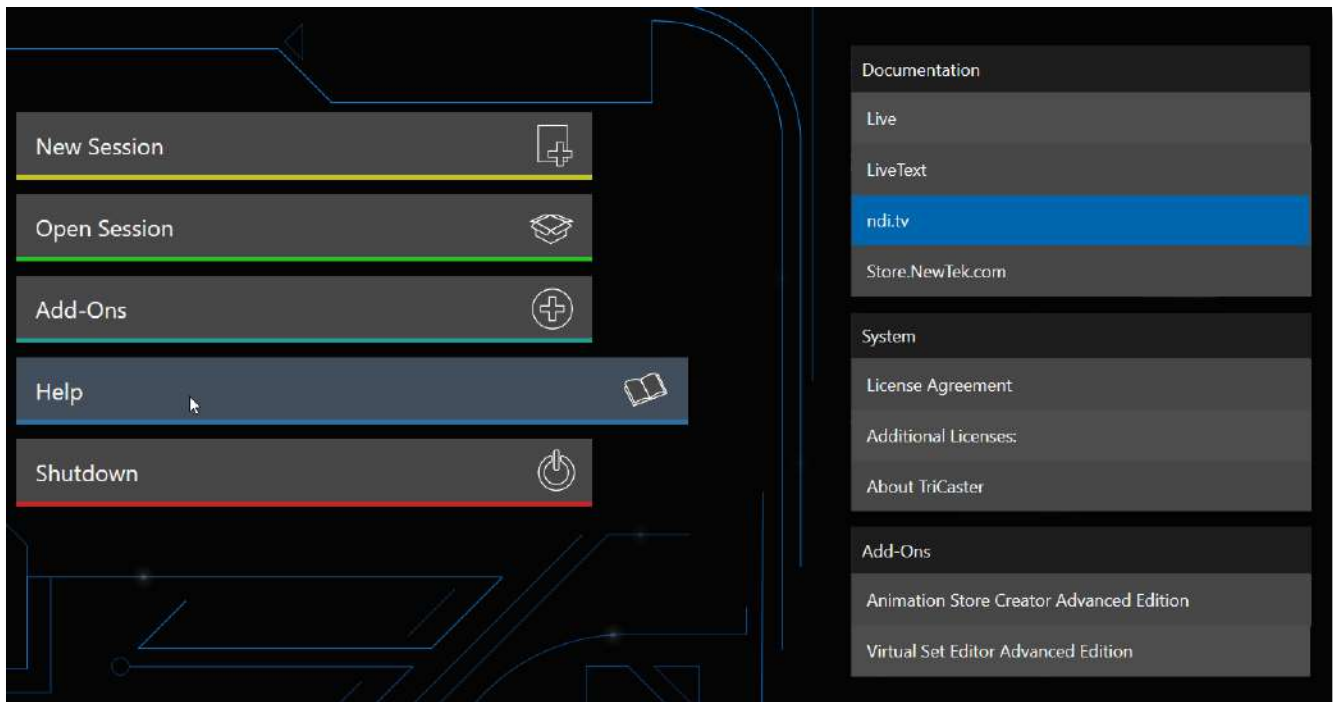 New Session
Open Session
Add-Ons
Help
Shutdown
Documentation
Live
LiveText
ndi.tv
Store.NewTek.com
System
License Agreement
Additional Licenses:
About TriCaster
Add-Ons
Animation Store Creator Advanced Edition
Virtual Set Editor Advanced Edition